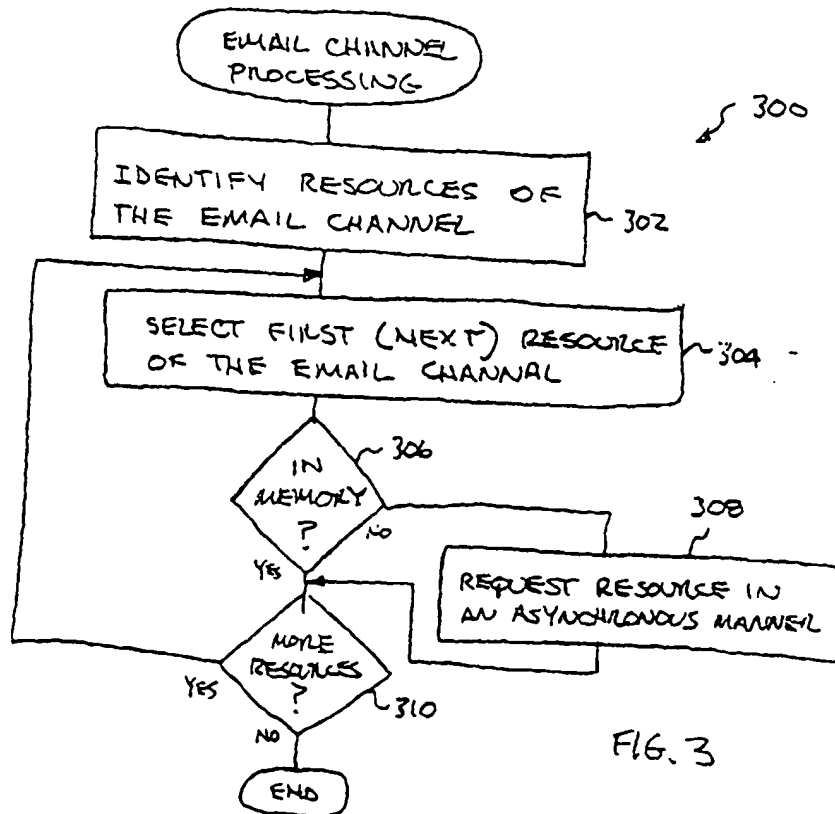 EMAIL CHANNEL
PROCESSING
300
IDENTIFY RESOURCES OF
THE EMAIL CHANNEL
302
SELECT FIRST (NEXT) RESOURCE
OF THE EMAIL CHANNAL
304
306
IN
MEMORY
?
NO
YES
308
REQUEST RESOURCE IN
AN ASYNCHRONOUS MANNER
MORE
RESOURCES
?
YES
310
NO
END
FIG. 3